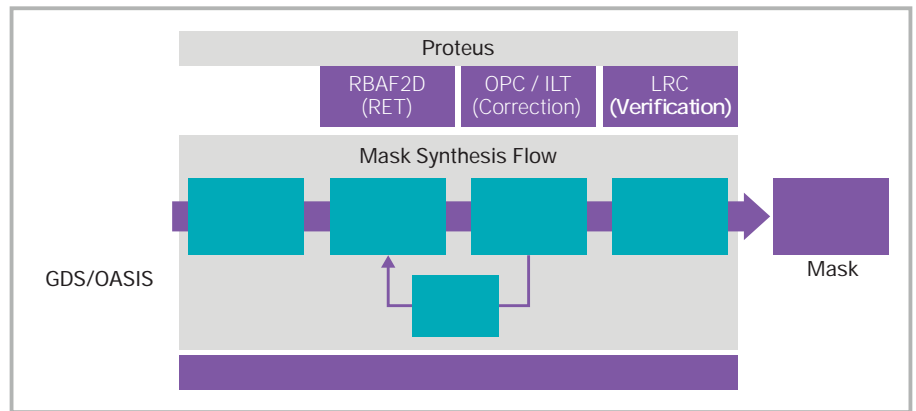 Proteus
RBAF2D
(RET)
OPC / ILT
(Correction)
LRC
(Verification)
Mask Synthesis Flow
GDS/OASIS
Mask